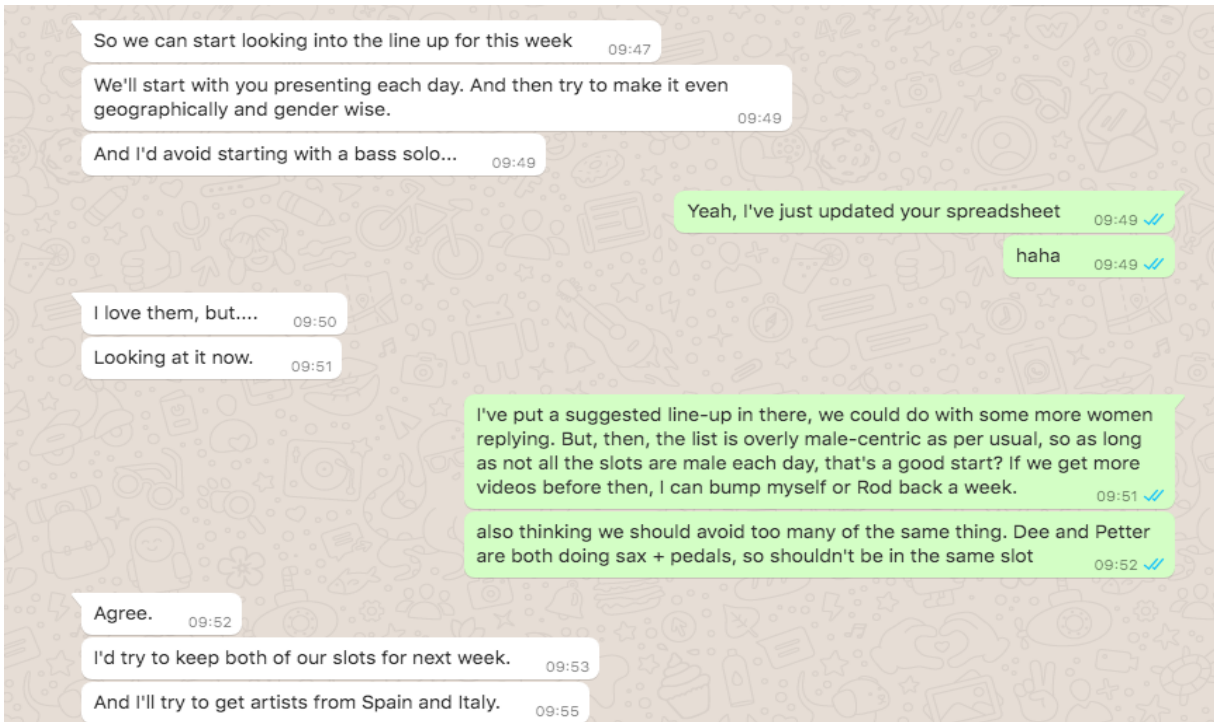 So we can start looking into the line up for this week 09:47
We'll start with you presenting each day. And then try to make it even
geographically and gender wise. 09:49
And I'd avoid starting with a bass solo... 09:49
Yeah, I've just updated your spreadsheet 09:49
haha 09:49
I love them, but.... 09:50
Looking at it now. 09:51
I've put a suggested line-up in there, we could do with some more women
replying. But, then, the list is overly male-centric as per usual, so as long
as not all the slots are male each day, that's a good start? If we get more
videos before then, I can bump myself or Rod back a week. 09:51
also thinking we should avoid too many of the same thing. Dee and Petter
are both doing sax + pedals, so shouldn't be in the same slot 09:52
Agree. 09:52
I'd try to keep both of our slots for next week. 09:53
And I'll try to get artists from Spain and Italy. 09:55